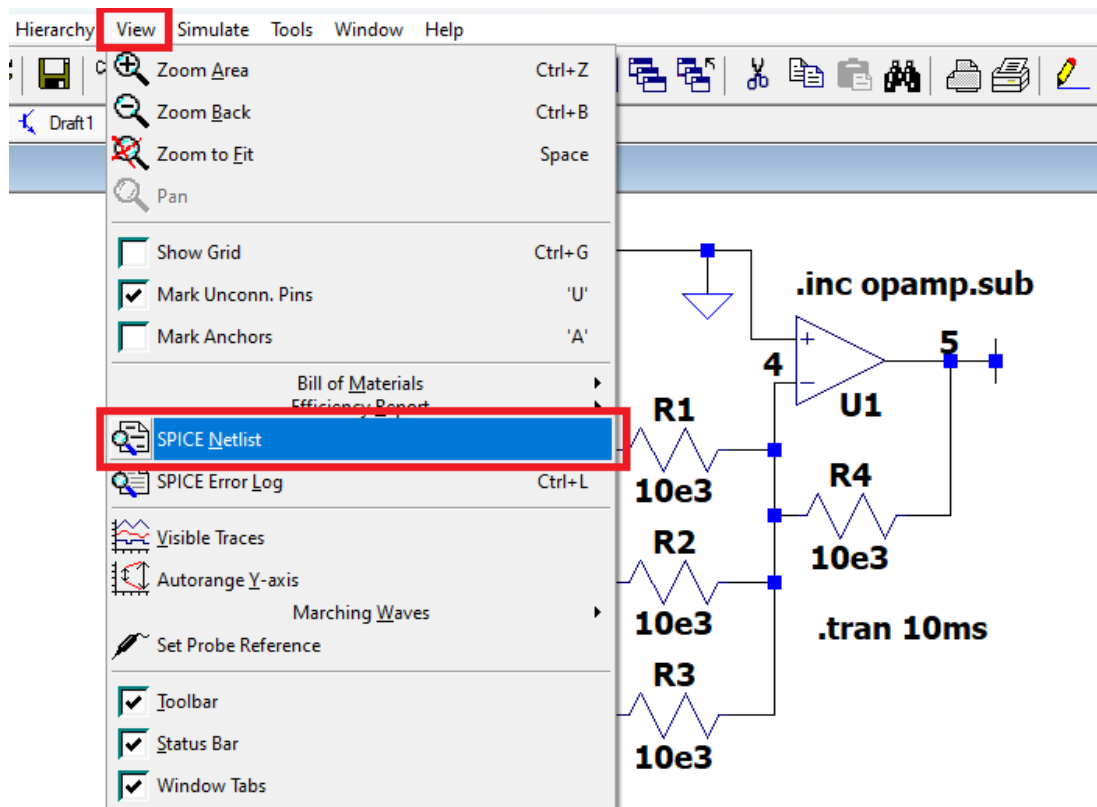 Hierarchy View Simulate Tools Window Help
Draft1
Zoom Area Ctrl+Z
Zoom Back Ctrl+B
Zoom to Fit Space
Pan
Show Grid Ctrl+G
Mark Unconn. Pins 'U'
Mark Anchors 'A'
Bill of Materials
Efficiency Report
SPICE Netlist
SPICE Error Log Ctrl+L
Visible Traces
Autorange Y-axis
Marching Waves
Set Probe Reference
Toolbar
Status Bar
Window Tabs
.inc opamp.sub
5
4
+
−
U1
R1
10e3
R4
10e3
R2
10e3
.tran 10ms
R3
10e3